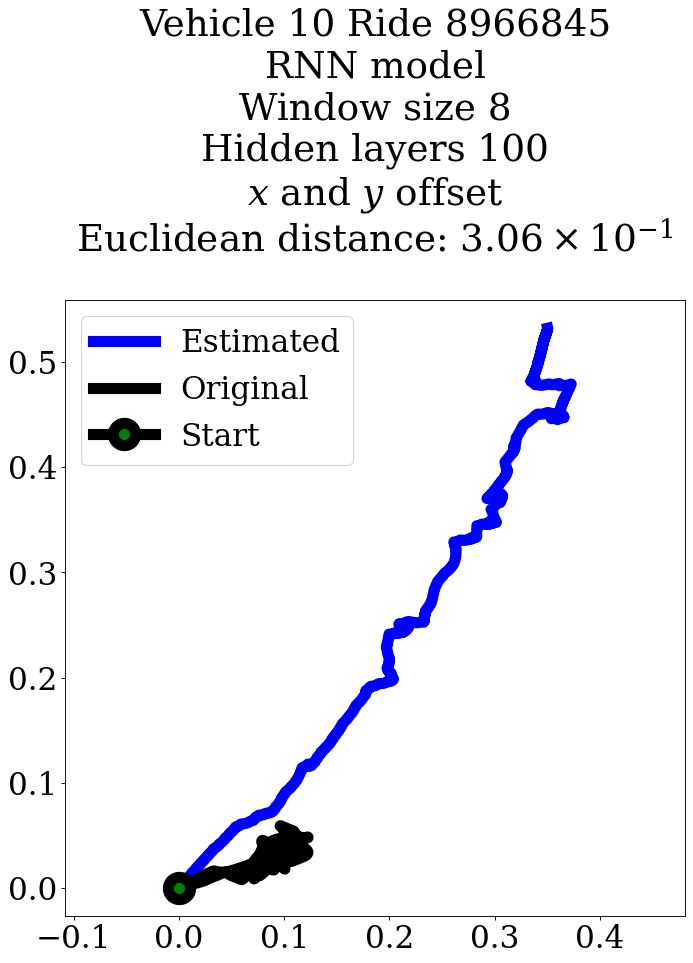 Vehicle 10 Ride 8966845
RNN model
Window size 8
Hidden layers 100
x and y offset
Euclidean distance: 3.06 × 10⁻¹
Estimated
Original
Start
0.5
0.4
0.3
0.2
0.1
0.0
−0.1 0.0 0.1 0.2 0.3 0.4